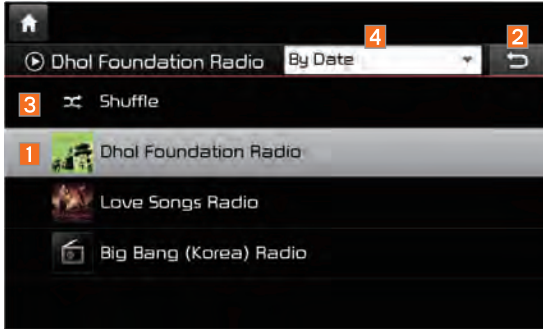 4
2
Dhol Foundation Radio By Date
3 Shuffle
1 Dhol Foundation Radio
Love Songs Radio
Big Bang (Korea) Radio